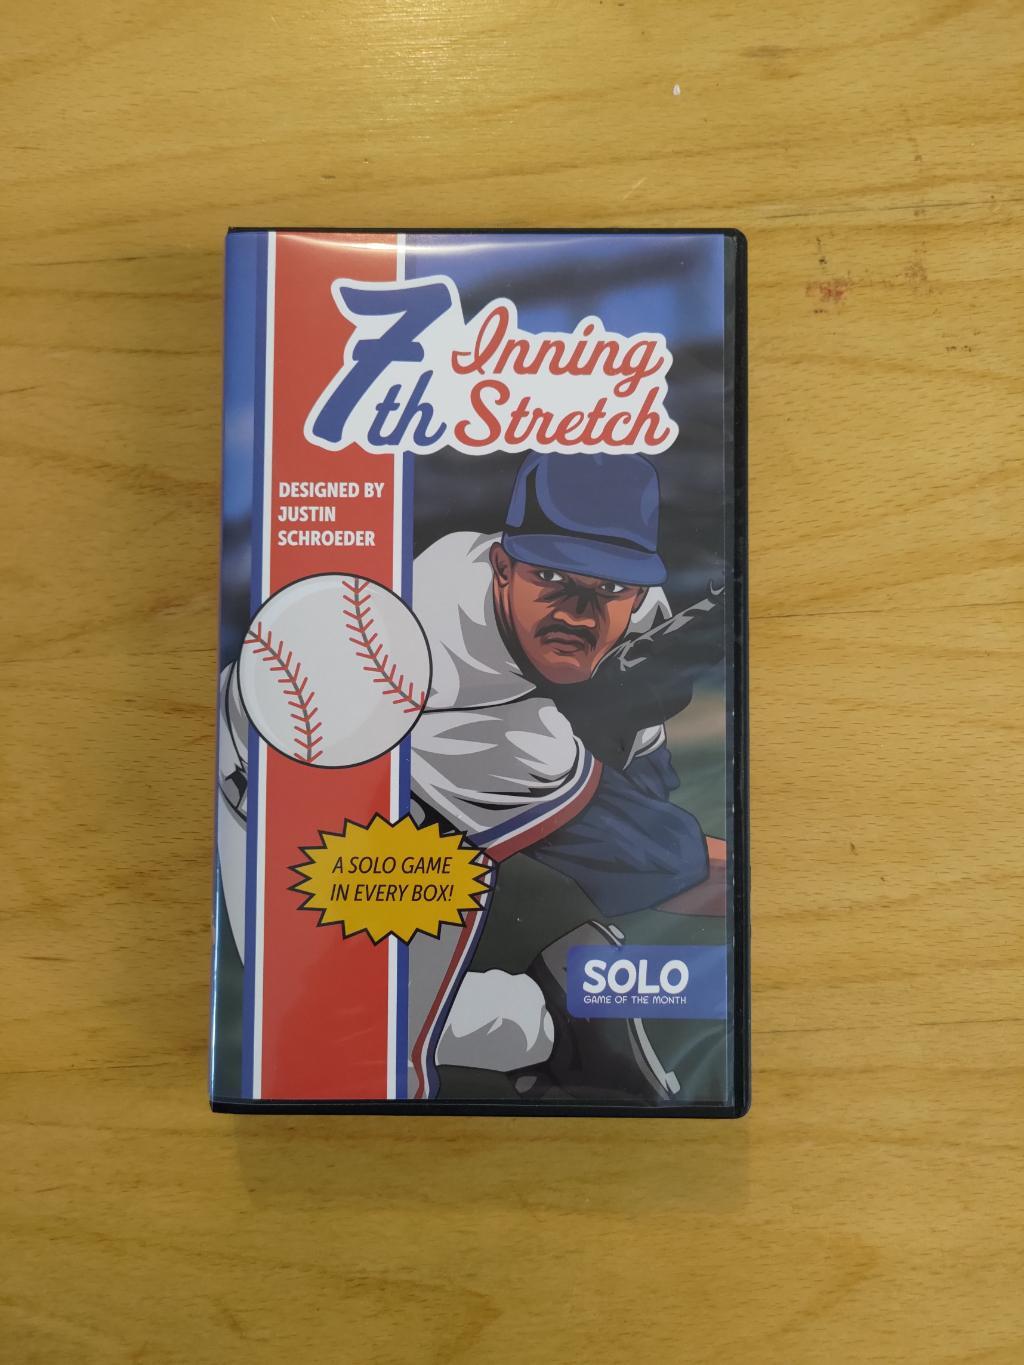 7th Inning
Stretch
DESIGNED BY
JUSTIN
SCHROEDER
A SOLO GAME
IN EVERY BOX!
SOLO
GAME OF THE MONTH